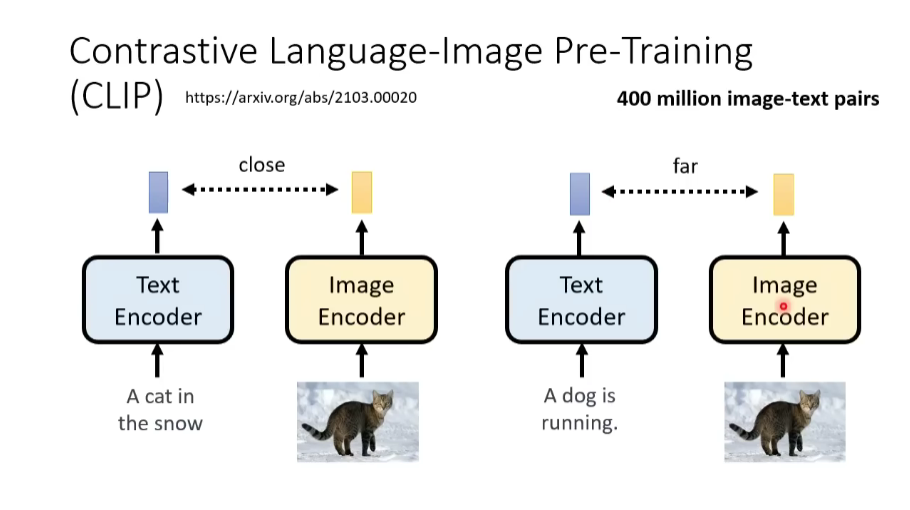 Contrastive Language-Image Pre-Training
(CLIP) https://arxiv.org/abs/2103.00020
400 million image-text pairs
close
far
Text
Encoder
Image
Encoder
Text
Encoder
Image
Encoder
A cat in
the snow
A dog is
running.